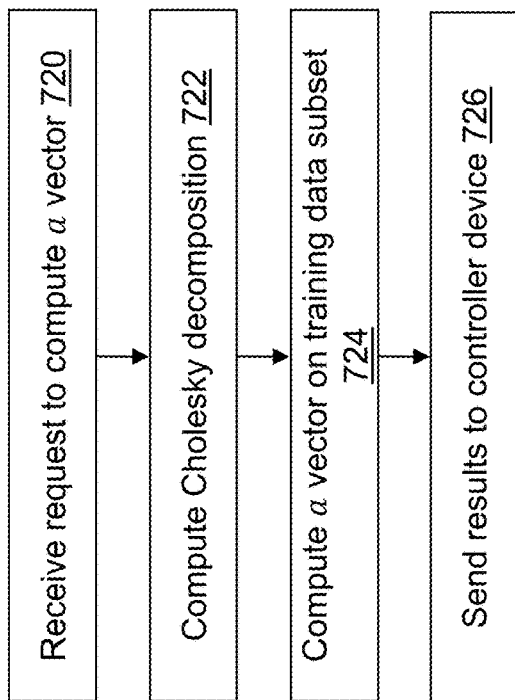 Receive request to compute α vector 720
Compute Cholesky decomposition 722
Compute α vector on training data subset
724
Send results to controller device 726